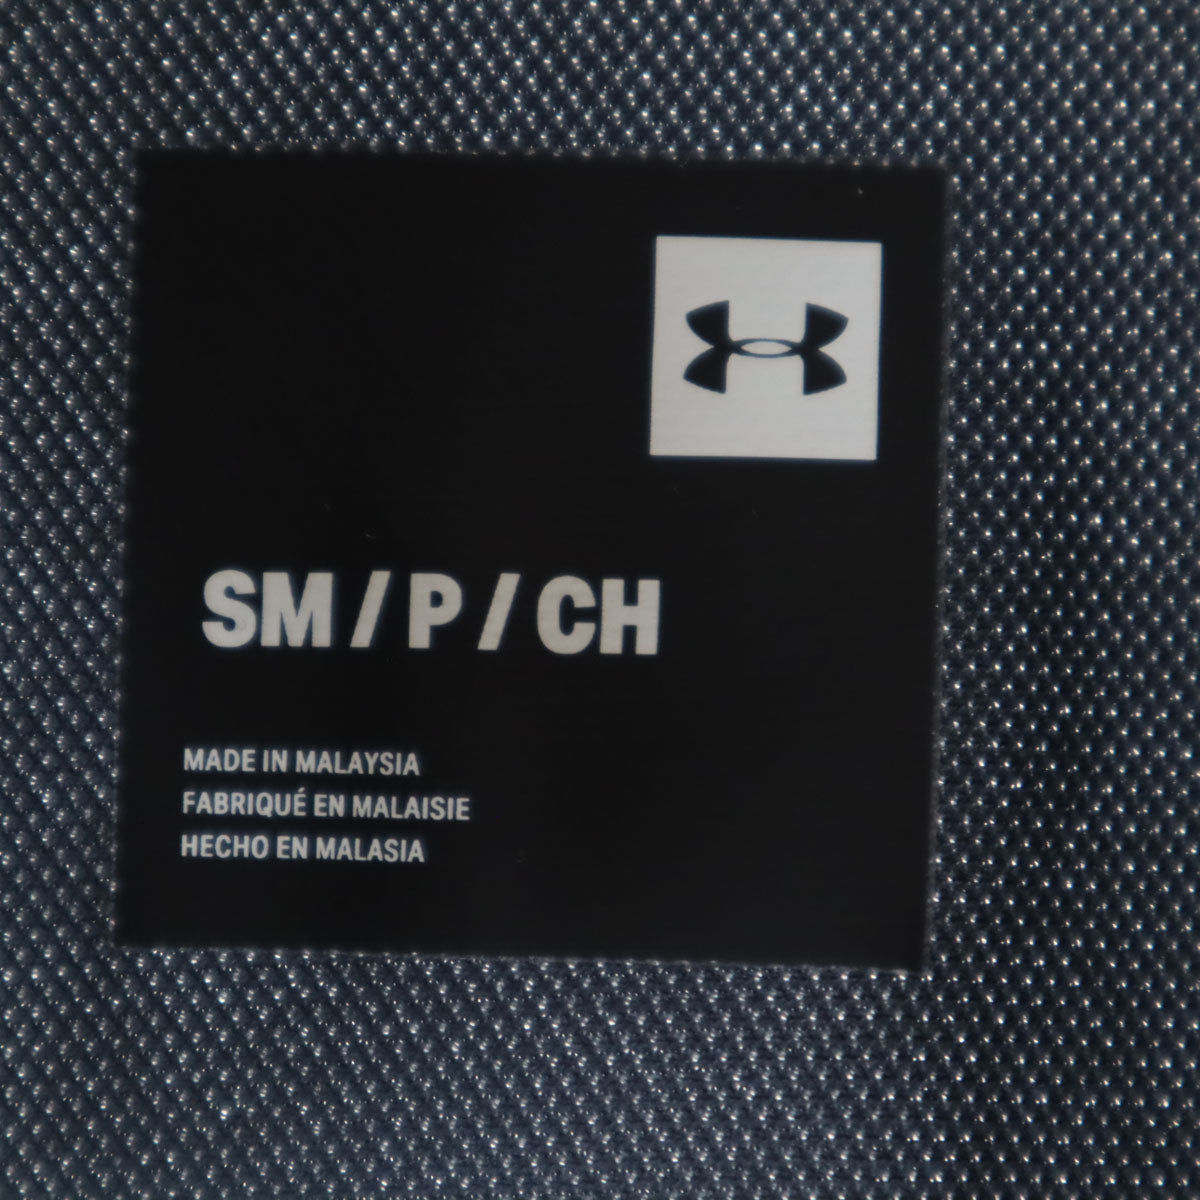 SM / P / CH
MADE IN MALAYSIA
FABRIQUÉ EN MALAISIE
HECHO EN MALASIA